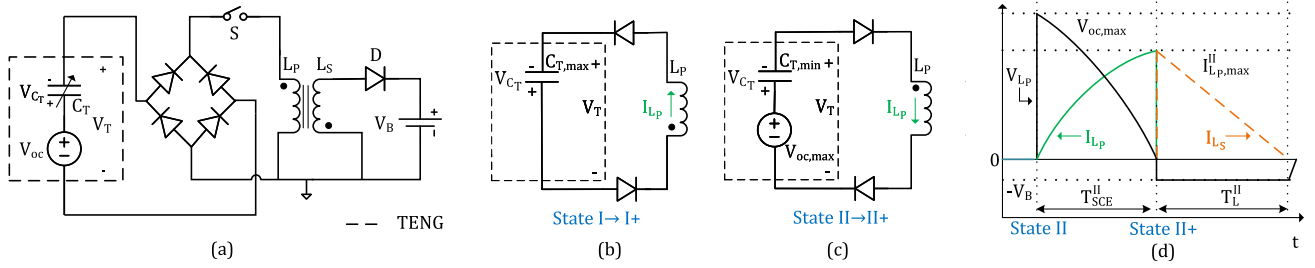 S
D
L_P
L_S
V_CT
C_T
+
-
+
V_T
-
V_oc
+
−
V_B
+
-
TENG
(a)
C_T,max
-
+
V_CT
+
V_T
-
L_P
I_LP
State I→ I+
(b)
C_T,min
-
+
V_CT
+
V_T
+
−
V_oc,max
-
L_P
I_LP
State II→II+
(c)
V_oc,max
I^II_LP,max
V_LP
I_LP
I_LS
0
-V_B
T^II_SCE
T^II_L
State II
State II+
t
(d)